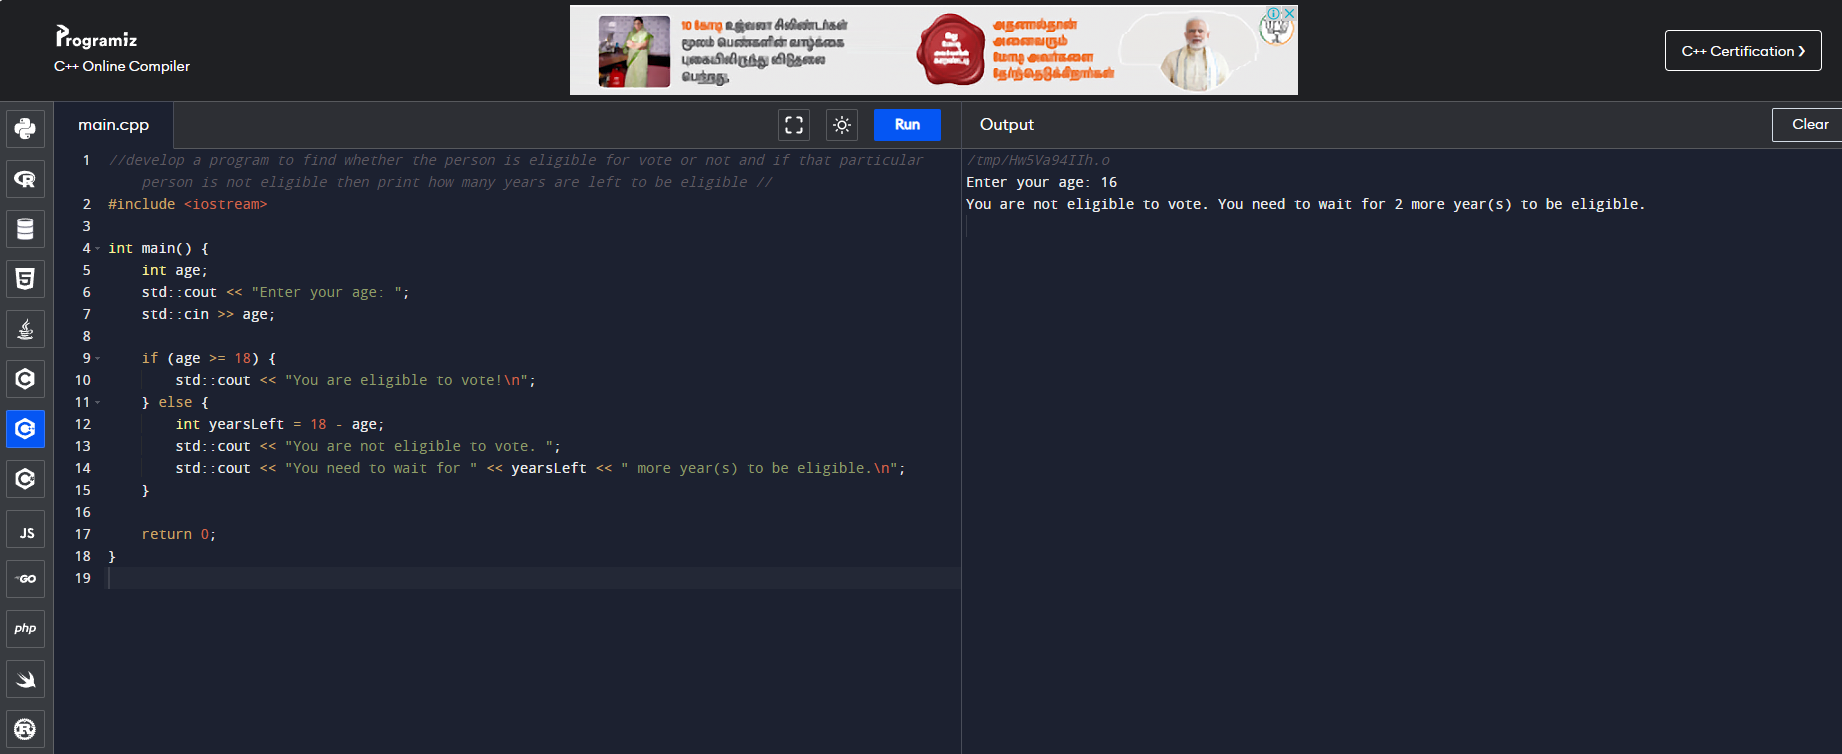 Programiz
C++ Online Compiler
10 கோடி உஜ்வலா சிலிண்டர்கள்
மூலம் பெண்களின் வாழ்க்கை
புகையிலிருந்து விடுதலை
பெற்றது.
அதனால்தான்
அனைவரும்
மோடி அவர்களை
தேர்ந்தெடுக்கிறார்கள்
C++ Certification ❯
main.cpp
Run
Output
Clear
1 //develop a program to find whether the person is eligible for vote or not and if that particular
person is not eligible then print how many years are left to be eligible //
2 #include <iostream>
3
4 int main() {
5 int age;
6 std::cout << "Enter your age: ";
7 std::cin >> age;
8
9 if (age >= 18) {
10 std::cout << "You are eligible to vote!\n";
11 } else {
12 int yearsLeft = 18 - age;
13 std::cout << "You are not eligible to vote. ";
14 std::cout << "You need to wait for " << yearsLeft << " more year(s) to be eligible.\n";
15 }
16
17 return 0;
18 }
19
/tmp/Hw5Va94IIh.o
Enter your age: 16
You are not eligible to vote. You need to wait for 2 more year(s) to be eligible.
JS
GO
php